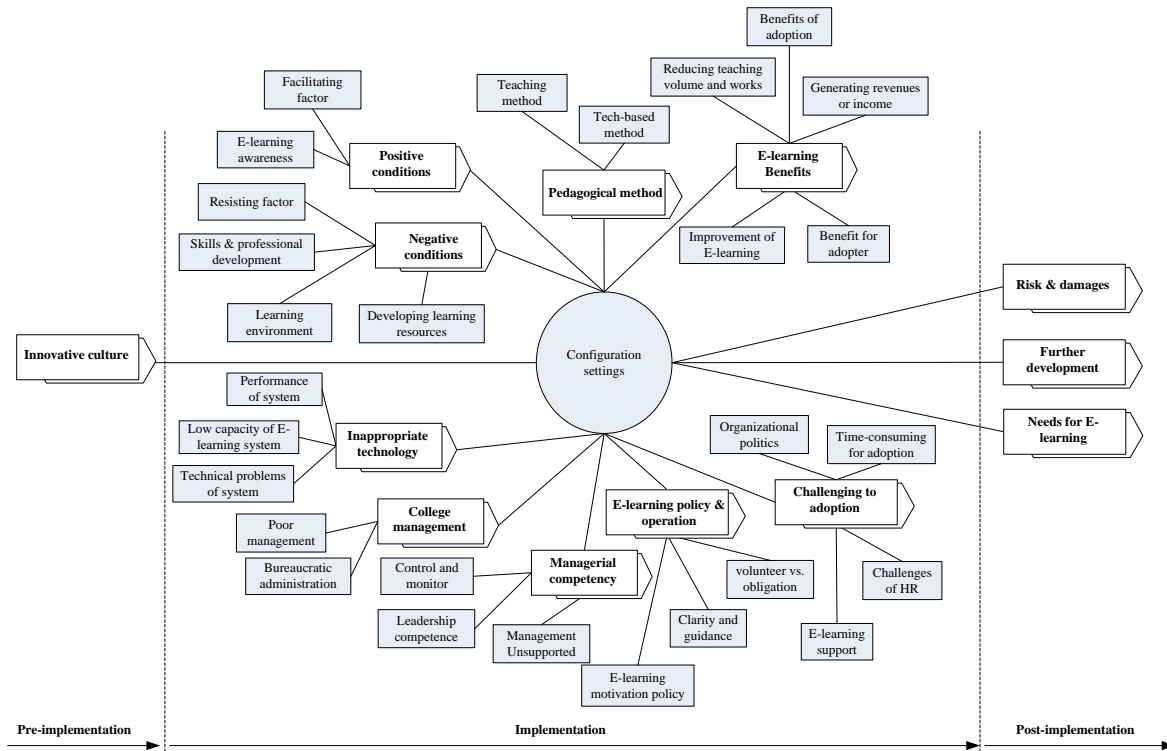 Benefits of
adoption
Facilitating
factor
Teaching
method
Reducing teaching
volume and works
Generating revenues
or income
Tech-based
method
E-learning
awareness
Positive
conditions
Pedagogical method
E-learning
Benefits
Resisting factor
Skills & professional
development
Negative
conditions
Improvement of
E-learning
Benefit for
adopter
Learning
environment
Developing learning
resources
Risk & damages
Innovative culture
Configuration
settings
Further
development
Needs for E-
learning
Performance
of system
Low capacity of E-
learning system
Technical problems
of system
Inappropriate
technology
Organizational
politics
Time-consuming
for adoption
Challenging to
adoption
College
management
E-learning policy &
operation
Poor
management
Bureaucratic
administration
Control and
monitor
Managerial
competency
volunteer vs.
obligation
Challenges
of HR
Leadership
competence
Management
Unsupported
Clarity and
guidance
E-learning
support
E-learning
motivation policy
Pre-implementation
Implementation
Post-implementation